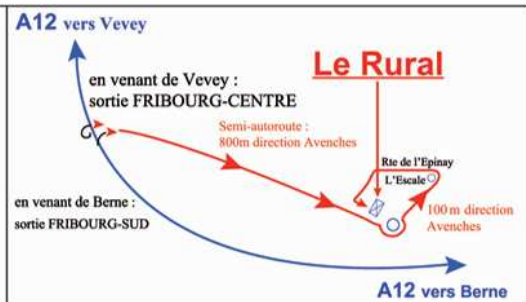 A12 vers Vevey
en venant de Vevey :
sortie FRIBOURG-CENTRE
Le Rural
Semi-autoroute :
800m direction Avenches
Rte de l'Epinay
L'Escale
100m direction
Avenches
en venant de Berne :
sortie FRIBOURG-SUD
A12 vers Berne